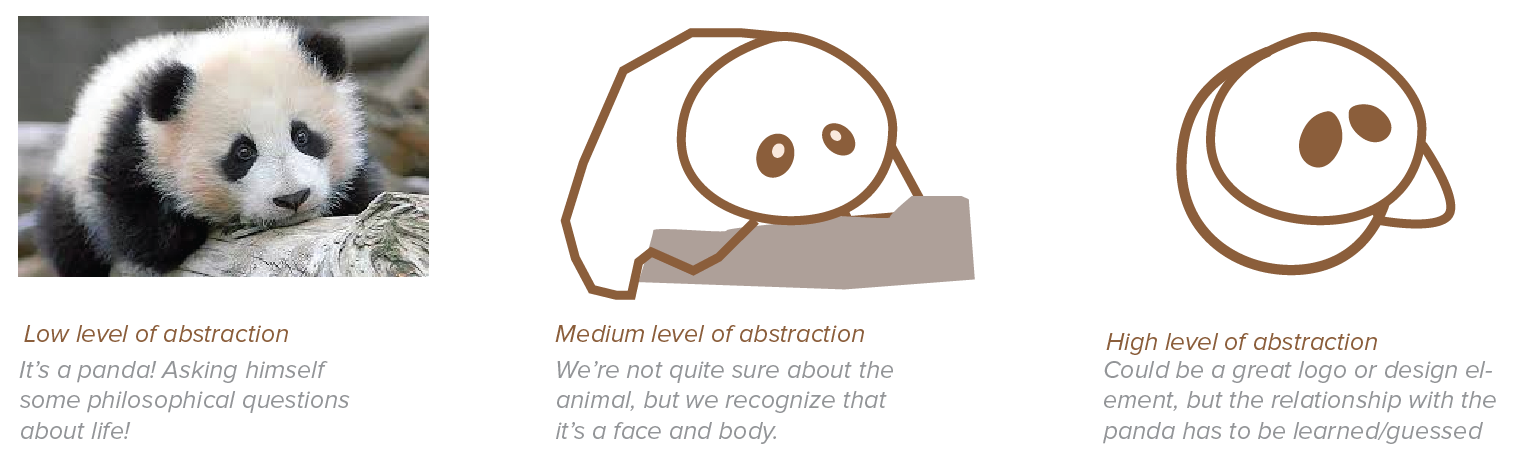 Low level of abstraction
It's a panda! Asking himself
some philosophical questions
about life!
Medium level of abstraction
We're not quite sure about the
animal, but we recognize that
it's a face and body.
High level of abstraction
Could be a great logo or design el-
ement, but the relationship with the
panda has to be learned/guessed